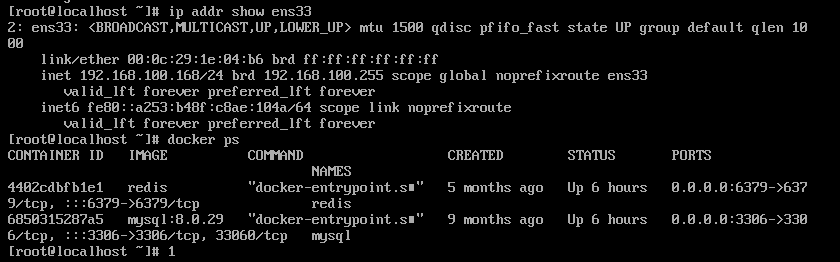 [root@localhost ~]# ip addr show ens33
2: ens33: <BROADCAST,MULTICAST,UP,LOWER_UP> mtu 1500 qdisc pfifo_fast state UP group default qlen 10
00
    link/ether 00:0c:29:1e:04:b6 brd ff:ff:ff:ff:ff:ff
    inet 192.168.100.168/24 brd 192.168.100.255 scope global noprefixroute ens33
       valid_lft forever preferred_lft forever
    inet6 fe80::a253:b48f:c8ae:104a/64 scope link noprefixroute
       valid_lft forever preferred_lft forever
[root@localhost ~]# docker ps
CONTAINER ID   IMAGE          COMMAND                  CREATED        STATUS       PORTS
                                       NAMES
4402cdbfb1e1   redis          "docker-entrypoint.s■"   5 months ago   Up 6 hours   0.0.0.0:6379->637
9/tcp, :::6379->6379/tcp               redis
6850315287a5   mysql:8.0.29   "docker-entrypoint.s■"   9 months ago   Up 6 hours   0.0.0.0:3306->330
6/tcp, :::3306->3306/tcp, 33060/tcp   mysql
[root@localhost ~]# 1